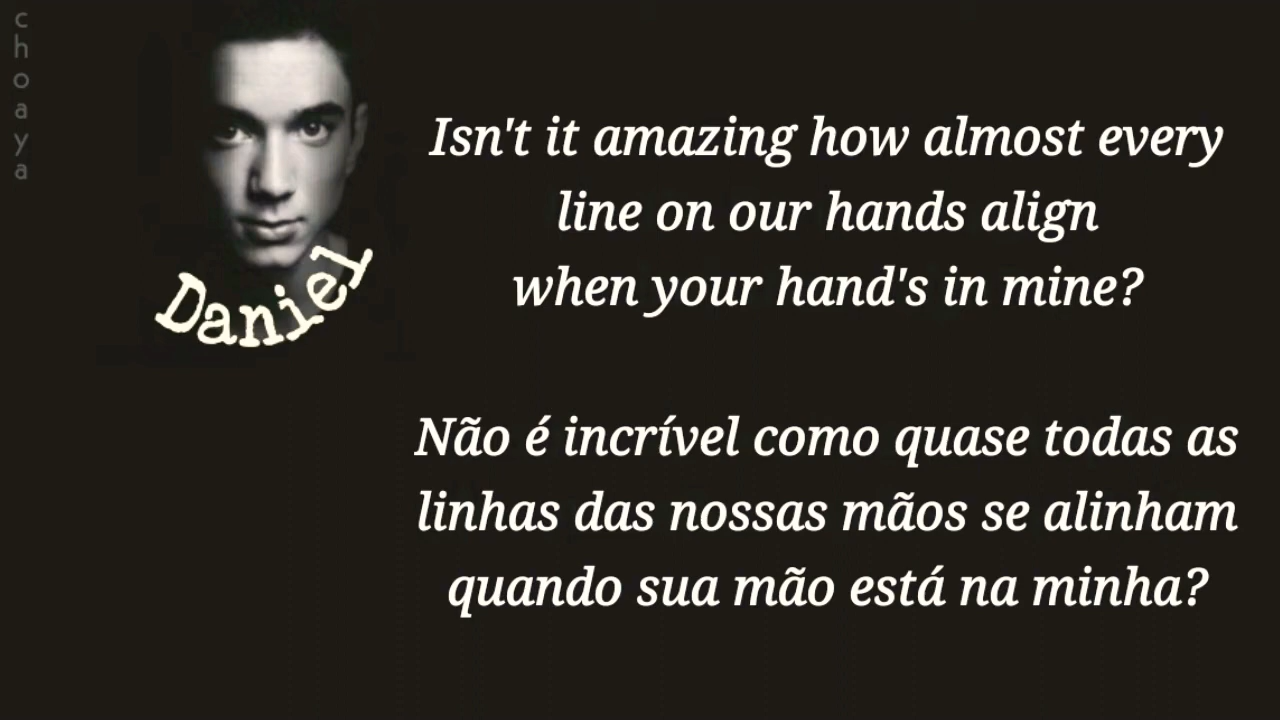 choaya
Daniel
Isn't it amazing how almost every
line on our hands align
when your hand's in mine?
Não é incrível como quase todas as
linhas das nossas mãos se alinham
quando sua mão está na minha?